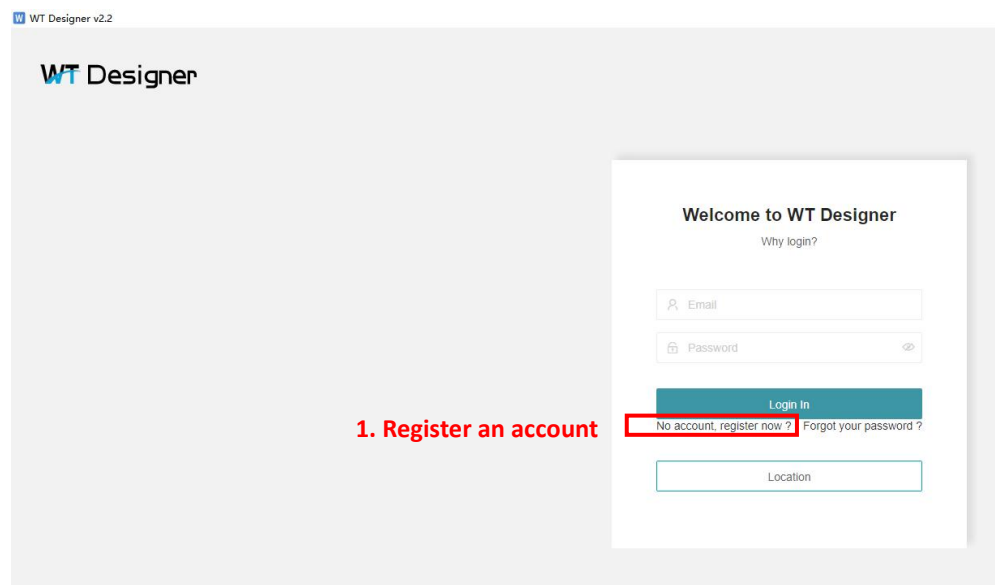 W WT Designer v2.2
WT Designer
Welcome to WT Designer
Why login?
Email
Password
Login In
1. Register an account
No account, register now ? Forgot your password ?
Location